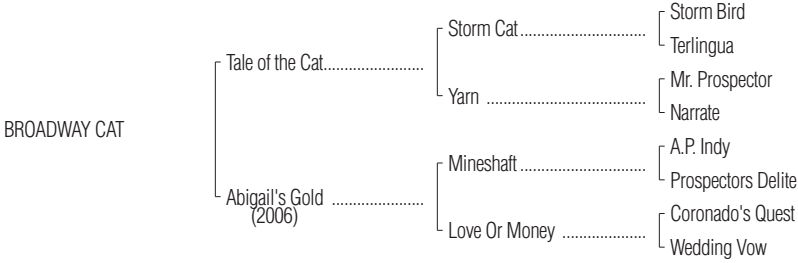 Storm Bird
Storm Cat..............................
Terlingua
Tale of the Cat........................
Mr. Prospector
Yarn ......................................
Narrate
BROADWAY CAT
A.P. Indy
Mineshaft..............................
Prospectors Delite
Abigail's Gold ......................
(2006)
Coronado's Quest
Love Or Money ....................
Wedding Vow